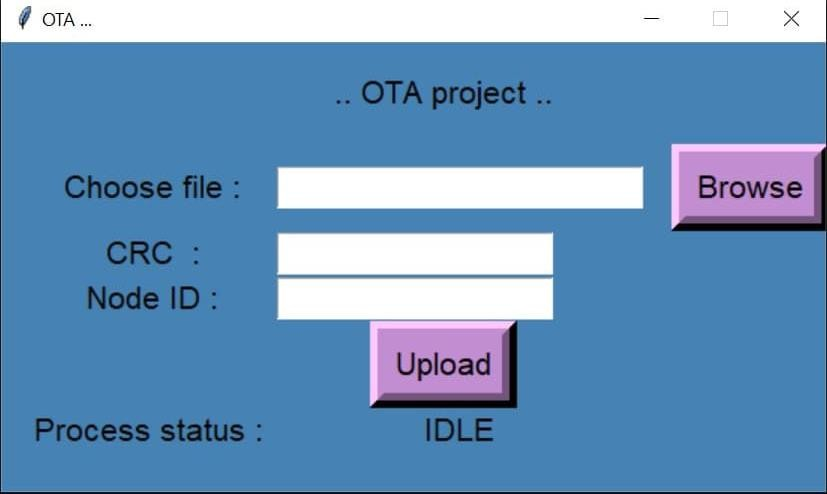 OTA ...
.. OTA project ..
Choose file : Browse
CRC :
Node ID :
Upload
Process status : IDLE